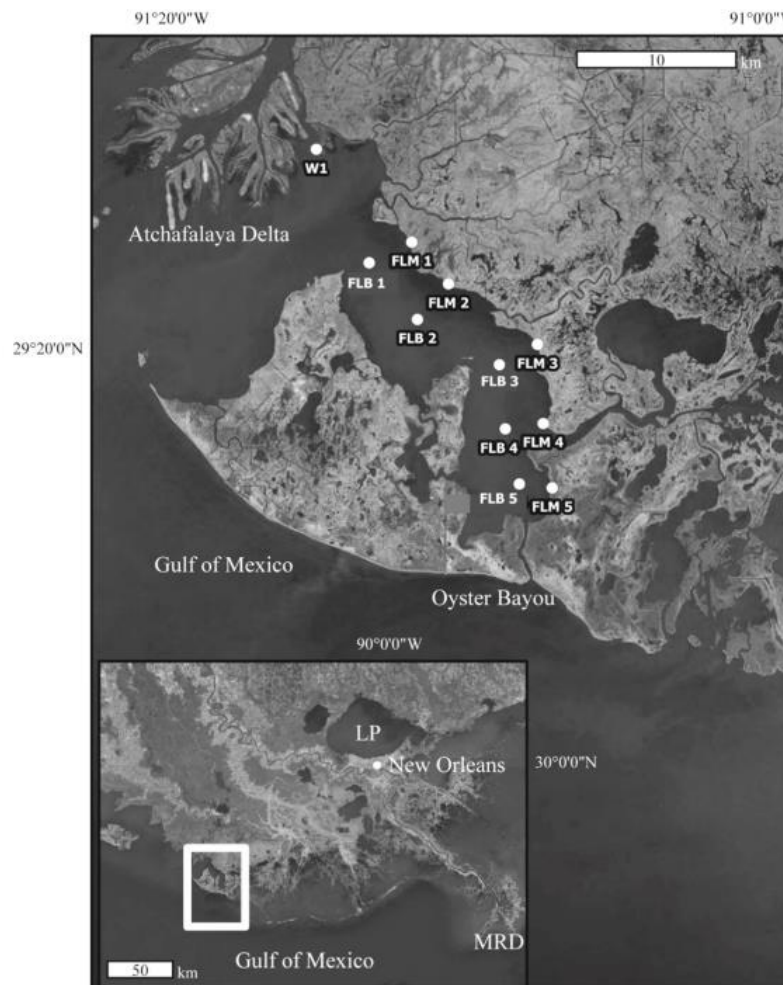 91°20'0"W
91°0'0"W
10
km
W1
Atchafalaya Delta
FLM 1
FLB 1
FLM 2
FLB 2
29°20'0"N
FLM 3
FLB 3
FLB 4
FLM 4
FLB 5
FLM 5
Gulf of Mexico
Oyster Bayou
90°0'0"W
LP
New Orleans
30°0'0"N
MRD
Gulf of Mexico
50
km